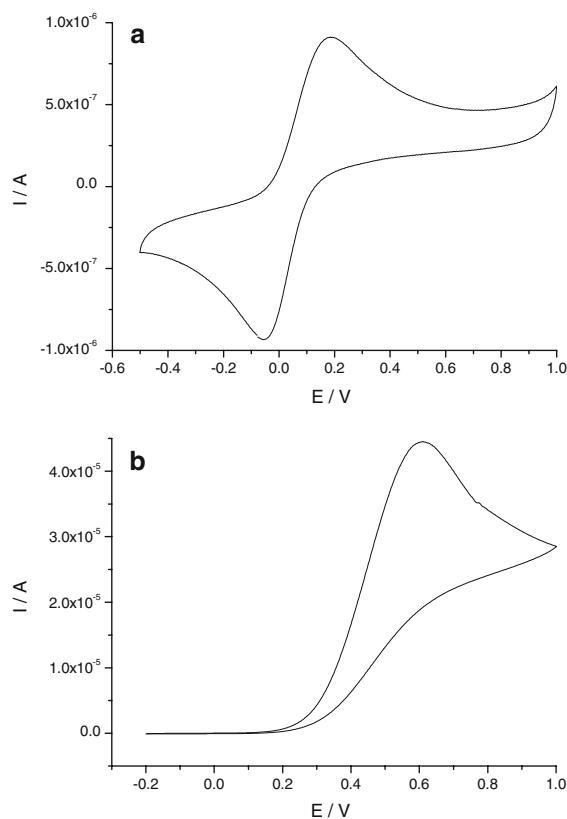 a
1.0x10⁻⁶
5.0x10⁻⁷
0.0
-5.0x10⁻⁷
-1.0x10⁻⁶
I / A
-0.6 -0.4 -0.2 0.0 0.2 0.4 0.6 0.8 1.0
E / V
b
4.0x10⁻⁵
3.0x10⁻⁵
2.0x10⁻⁵
1.0x10⁻⁵
0.0
I / A
-0.2 0.0 0.2 0.4 0.6 0.8 1.0
E / V